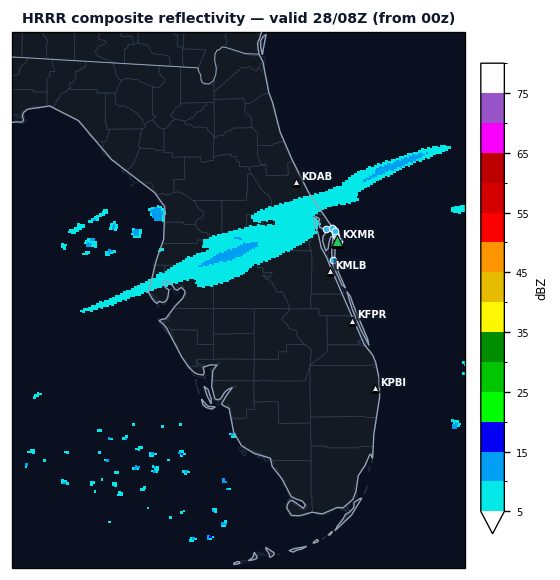 HRRR composite reflectivity — valid 28/08Z (from 00z)
KDAB
KXMR
KMLB
KFPR
KPBI
75
65
55
45
35
25
15
5
dBZ